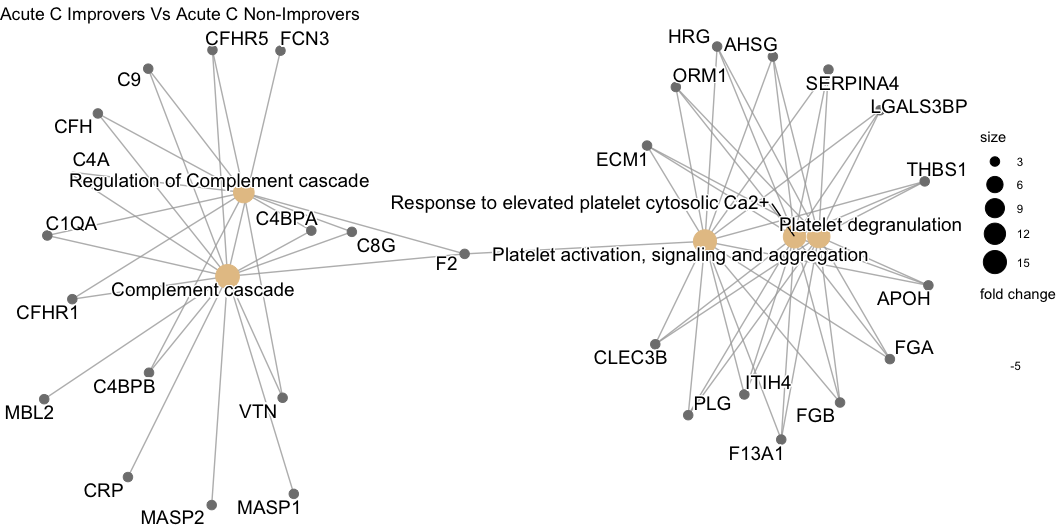 Acute C Improvers Vs Acute C Non-Improvers
CFHR5
FCN3
C9
CFH
C4A
Regulation of Complement cascade
C4BPA
C1QA
C8G
F2
Complement cascade
CFHR1
C4BPB
MBL2
VTN
CRP
MASP2
MASP1
HRG
AHSG
ORM1
SERPINA4
LGALS3BP
ECM1
THBS1
Response to elevated platelet cytosolic Ca2+
Platelet degranulation
Platelet activation, signaling and aggregation
APOH
CLEC3B
FGA
ITIH4
PLG
FGB
F13A1
size
3
6
9
12
15
fold change
-5